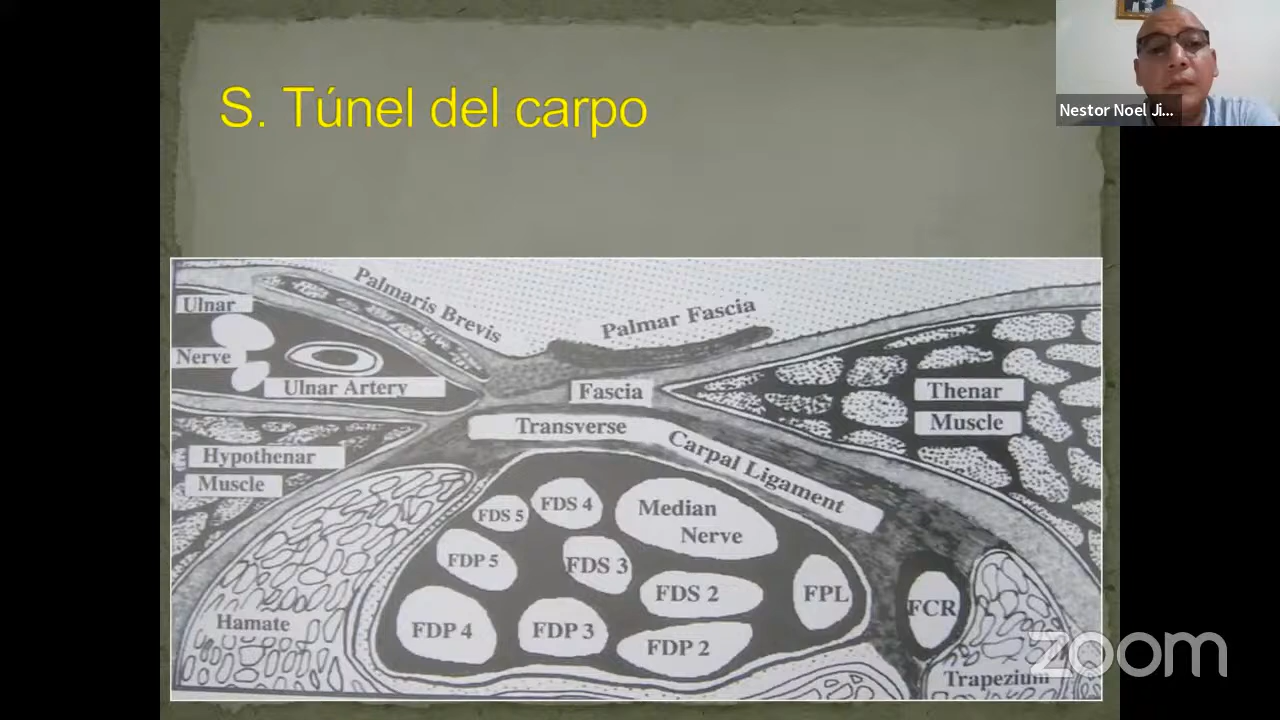 S. Túnel del carpo
Nestor Noel Ji...
Palmaris Brevis
Ulnar
Nerve
Ulnar Artery
Palmar Fascia
Fascia
Thenar
Muscle
Transverse
Carpal Ligament
Hypothenar
Muscle
FDS 5
FDS 4
Median
Nerve
FDP 5
FDS 3
FDS 2
FPL
FCR
Hamate
FDP 4
FDP 3
FDP 2
Trapezium
zoom